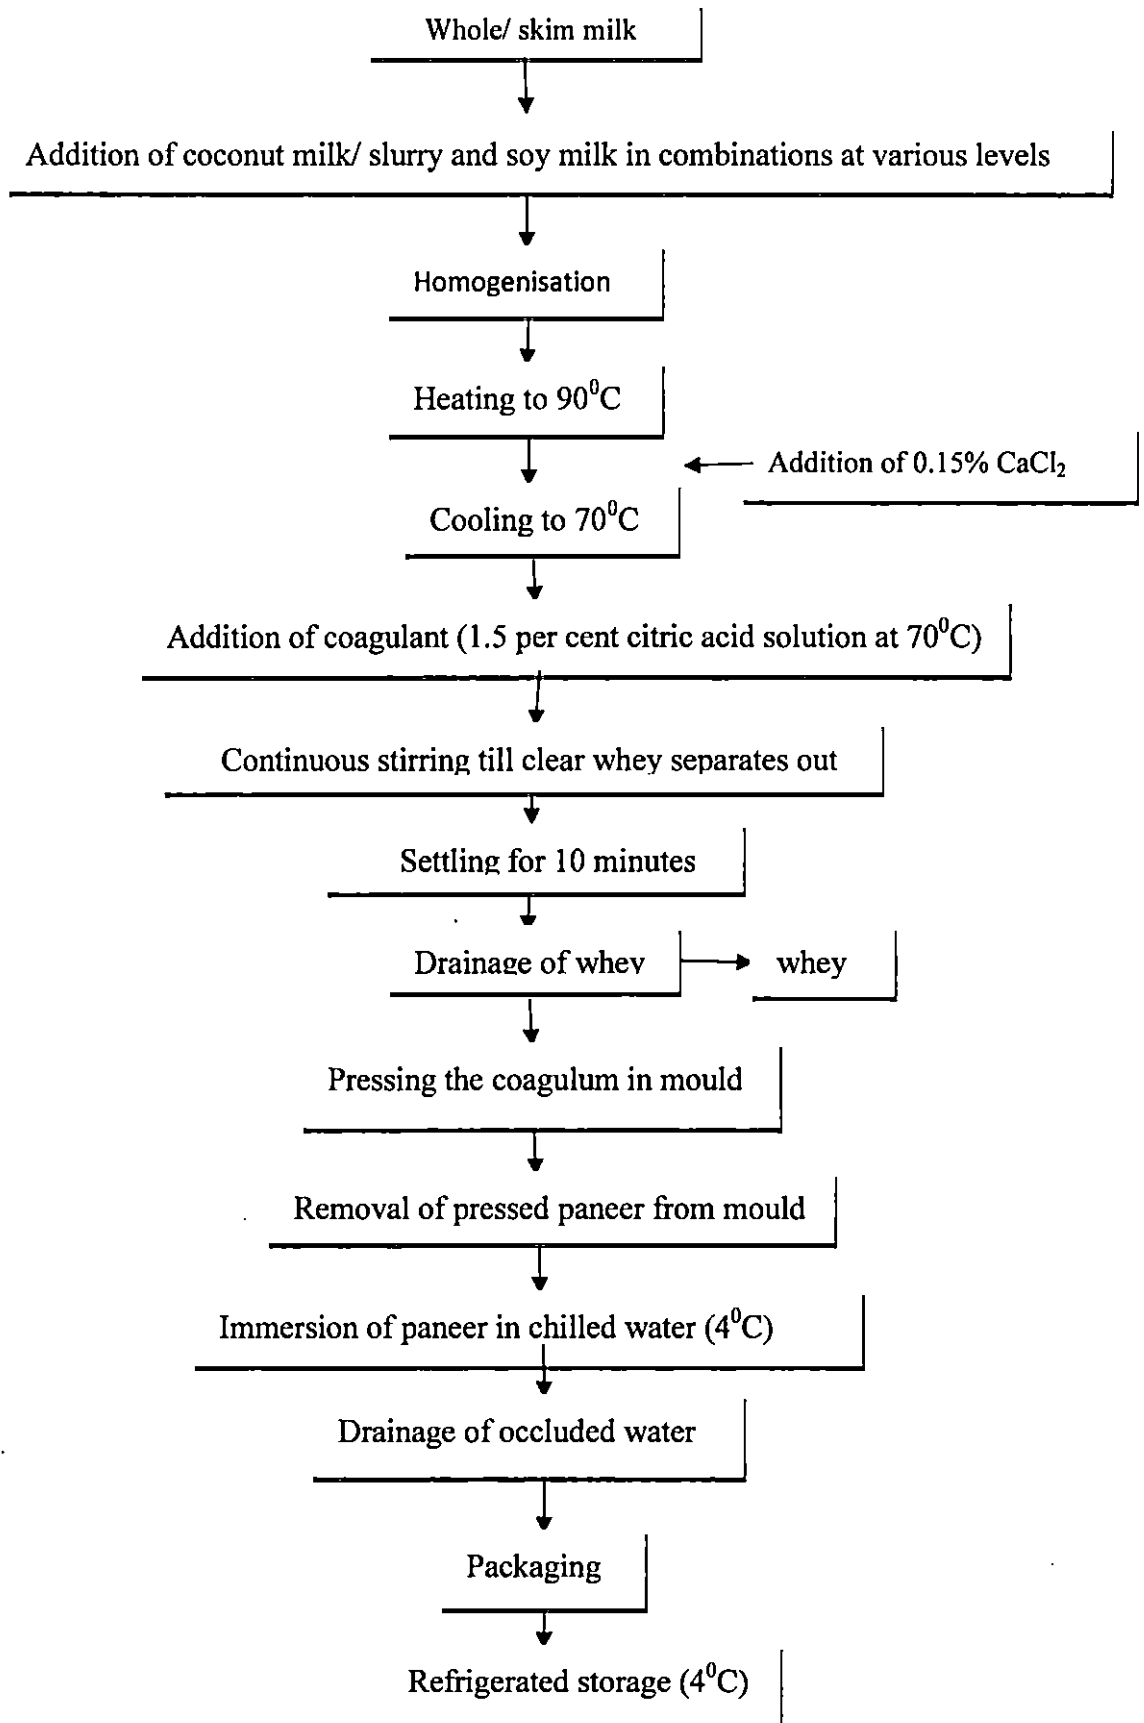 Whole/ skim milk
Addition of coconut milk/ slurry and soy milk in combinations at various levels
Homogenisation
Heating to 90⁰C
Addition of 0.15% CaCl₂
Cooling to 70⁰C
Addition of coagulant (1.5 per cent citric acid solution at 70⁰C)
Continuous stirring till clear whey separates out
Settling for 10 minutes
Drainage of whey
whey
Pressing the coagulum in mould
Removal of pressed paneer from mould
Immersion of paneer in chilled water (4⁰C)
Drainage of occluded water
Packaging
Refrigerated storage (4⁰C)